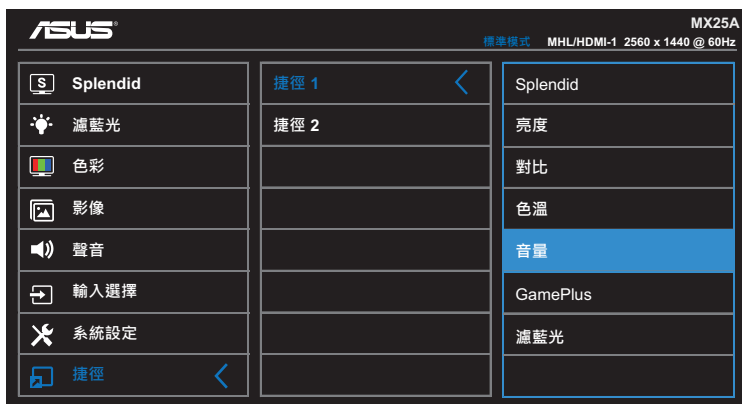 ASUS
MX25A
標準模式 MHL/HDMI-1 2560 x 1440 @ 60Hz
S Splendid
濾藍光
色彩
影像
聲音
輸入選擇
系統設定
捷徑
捷徑 1
捷徑 2
Splendid
亮度
對比
色溫
音量
GamePlus
濾藍光